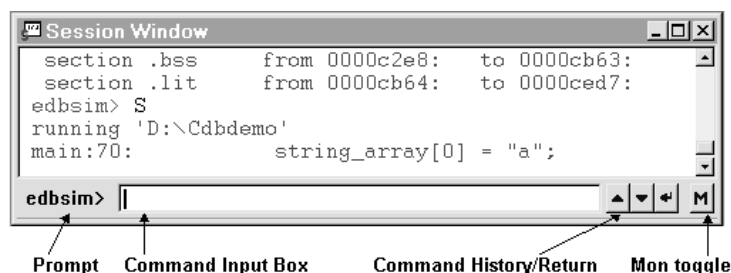 Session Window
section .bss from 0000c2e8: to 0000cb63:
section .lit from 0000cb64: to 0000ced7:
edbsim> S
running 'D:\Cdbdemo'
main:70: string_array[0] = "a";
edbsim> M
Prompt Command Input Box Command History/Return Mon toggle